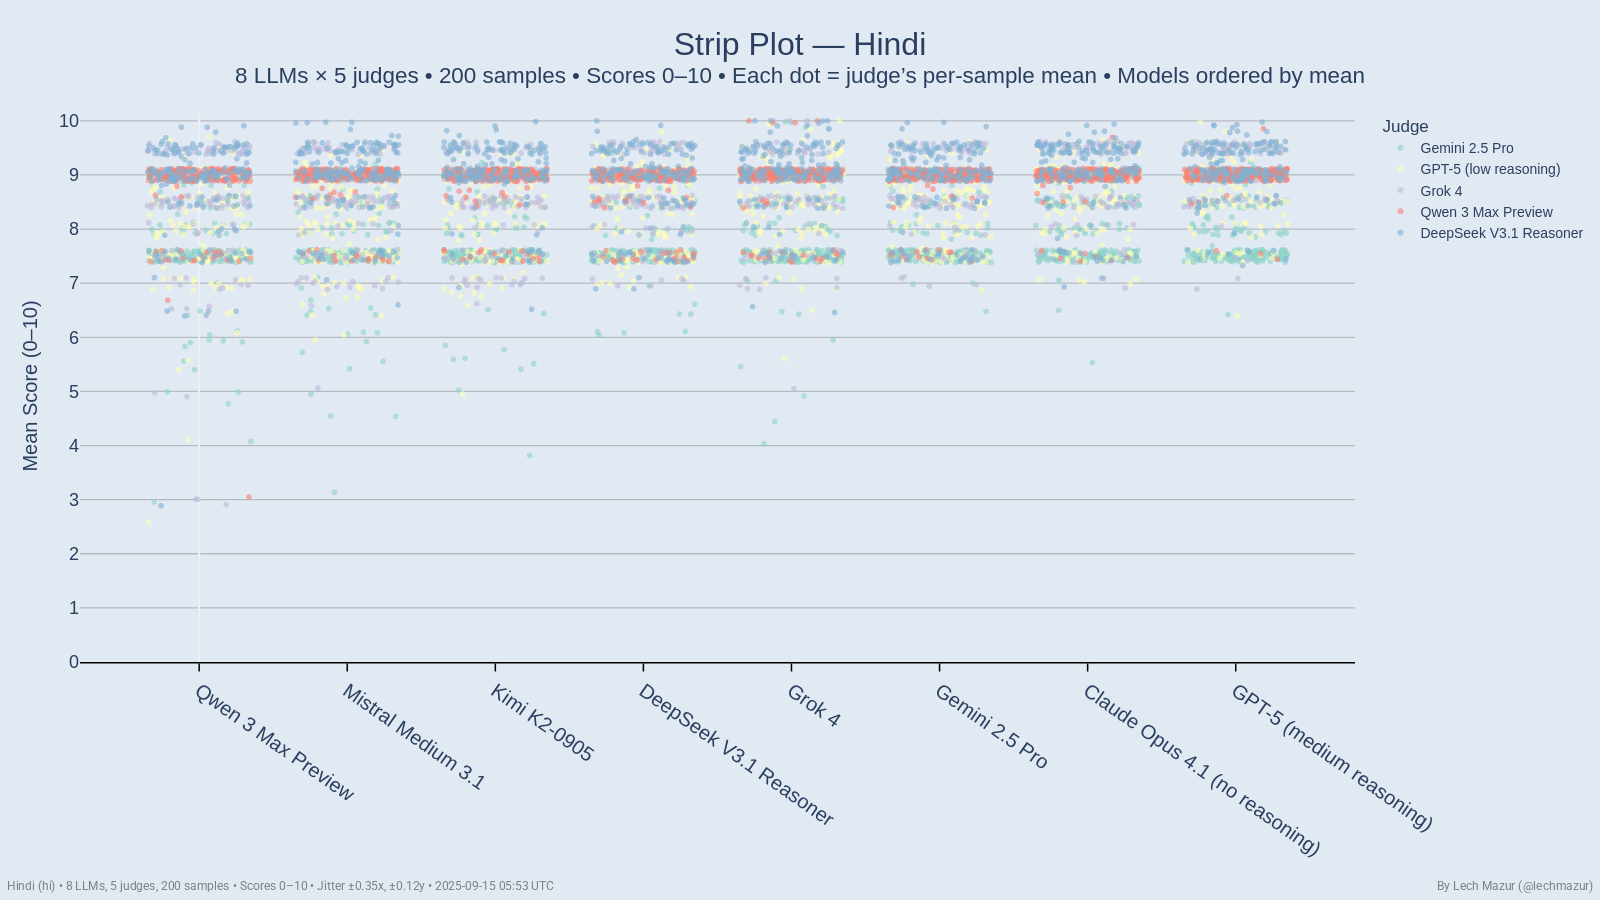 Strip Plot — Hindi
8 LLMs × 5 judges • 200 samples • Scores 0–10 • Each dot = judge’s per-sample mean • Models ordered by mean
Mean Score (0–10)
10
9
8
7
6
5
4
3
2
1
0
Judge
Gemini 2.5 Pro
GPT-5 (low reasoning)
Grok 4
Qwen 3 Max Preview
DeepSeek V3.1 Reasoner
Qwen 3 Max Preview
Mistral Medium 3.1
Kimi K2-0905
DeepSeek V3.1 Reasoner
Grok 4
Gemini 2.5 Pro
Claude Opus 4.1 (no reasoning)
GPT-5 (medium reasoning)
Hindi (hi) • 8 LLMs, 5 judges, 200 samples • Scores 0–10 • Jitter ±0.35x, ±0.12y • 2025-09-15 05:53 UTC
By Lech Mazur (@lechmazur)